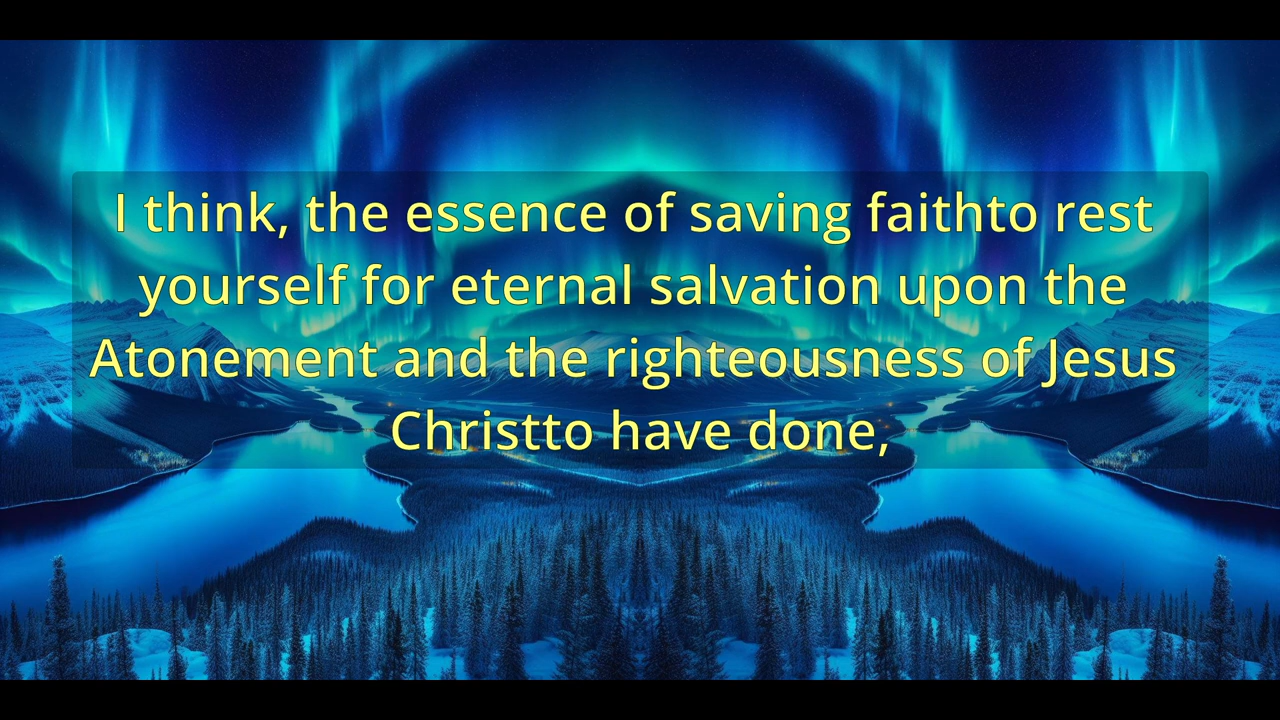 I think, the essence of saving faithto rest
yourself for eternal salvation upon the
Atonement and the righteousness of Jesus
Christto have done,